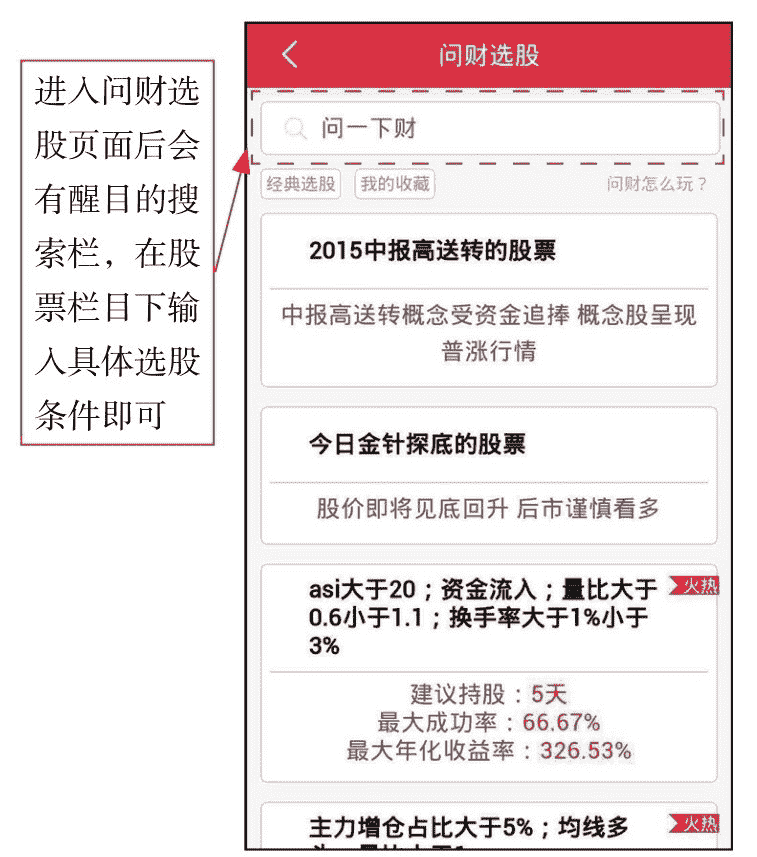 进入问财选
股页面后会
有醒目的搜
索栏，在股
票栏目下输
入具体选股
条件即可
问财选股
问一下财
经典选股 我的收藏 问财怎么玩？
2015中报高送转的股票
中报高送转概念受资金追捧 概念股呈现
普涨行情
今日金针探底的股票
股价即将见底回升 后市谨慎看多
asi大于20；资金流入；量比大于 火热
0.6小于1.1；换手率大于1%小于
3%
建议持股：5天
最大成功率：66.67%
最大年化收益率：326.53%
主力增仓占比大于5%；均线多 火热